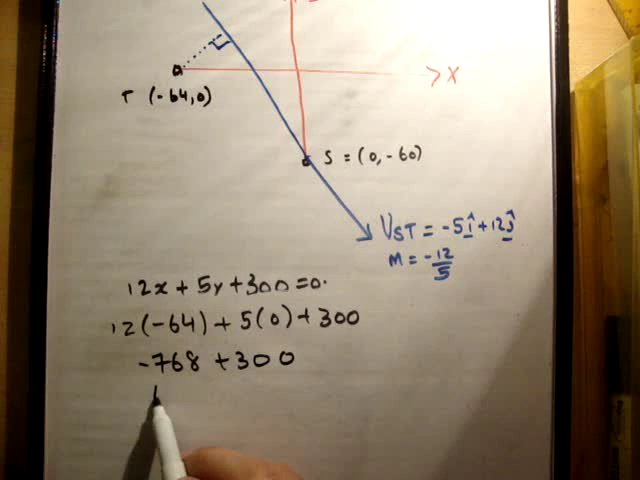 X
T (-64,0)
S = (0,-60)
V_ST = -5î+12ĵ
M = -12/5
12x + 5y + 300 = 0.
12(-64) + 5(0) + 300
-768 + 300